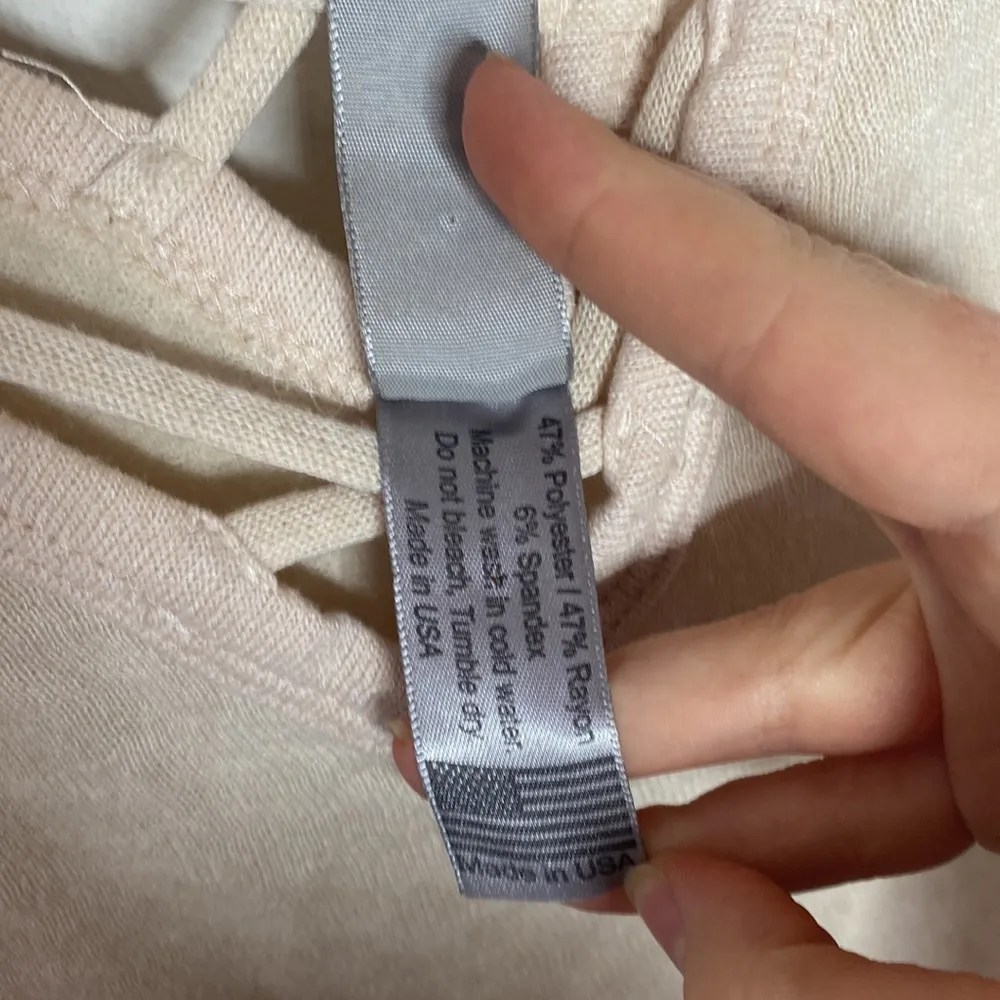 47% Polyester / 47% Rayon
6% Spandex
Machine wash in cold water.
Do not bleach, Tumble dry
Made in USA
Made in USA